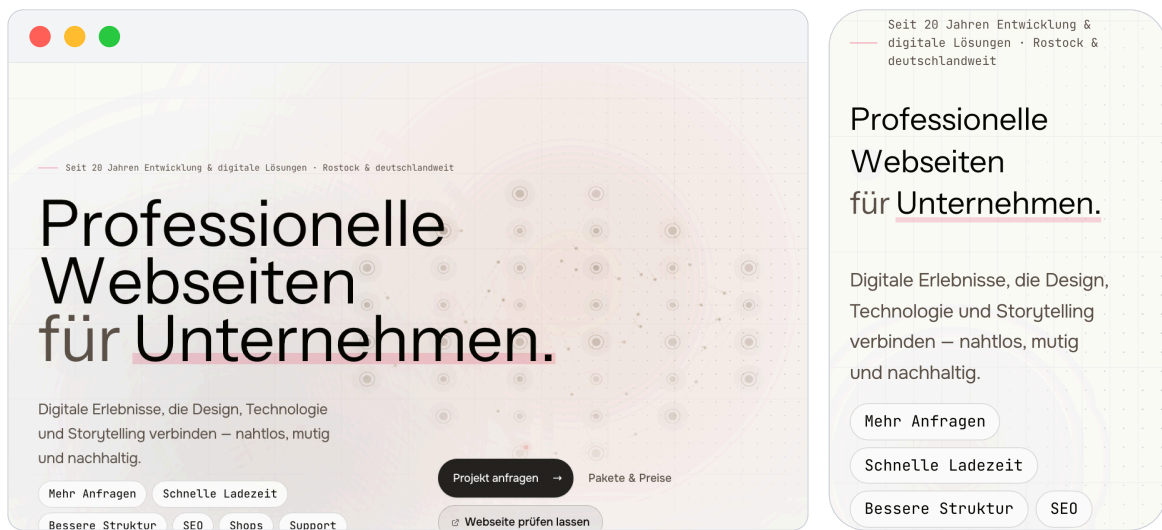 Seit 20 Jahren Entwicklung & digitale Lösungen · Rostock & deutschlandweit
Professionelle
Webseiten
für Unternehmen.
Digitale Erlebnisse, die Design, Technologie
und Storytelling verbinden — nahtlos, mutig
und nachhaltig.
Mehr Anfragen
Schnelle Ladezeit
Bessere Struktur
SEO
Shops
Support
Projekt anfragen →
Pakete & Preise
Webseite prüfen lassen
Seit 20 Jahren Entwicklung &
digitale Lösungen · Rostock &
deutschlandweit
Professionelle
Webseiten
für Unternehmen.
Digitale Erlebnisse, die Design,
Technologie und Storytelling
verbinden — nahtlos, mutig
und nachhaltig.
Mehr Anfragen
Schnelle Ladezeit
Bessere Struktur
SEO